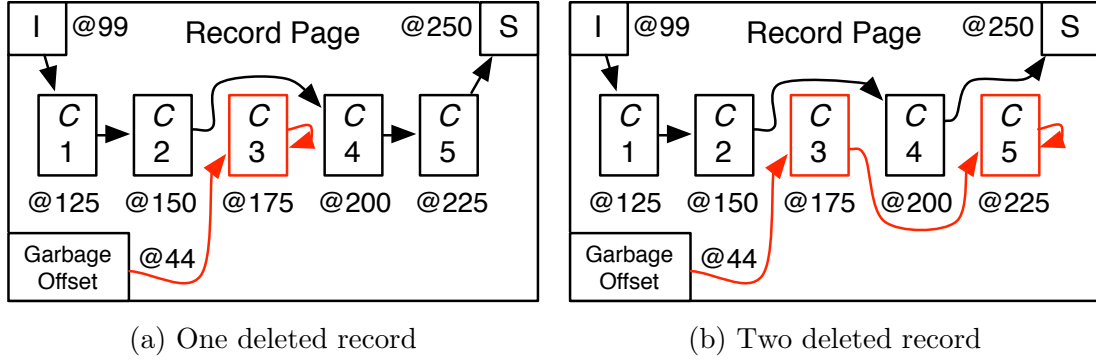 I @99 Record Page @250 S
C 1
C 2
C 3
C 4
C 5
@125 @150 @175 @200 @225
Garbage
Offset
@44
(a) One deleted record
I @99 Record Page @250 S
C 1
C 2
C 3
C 4
C 5
@125 @150 @175 @200 @225
Garbage
Offset
@44
(b) Two deleted record